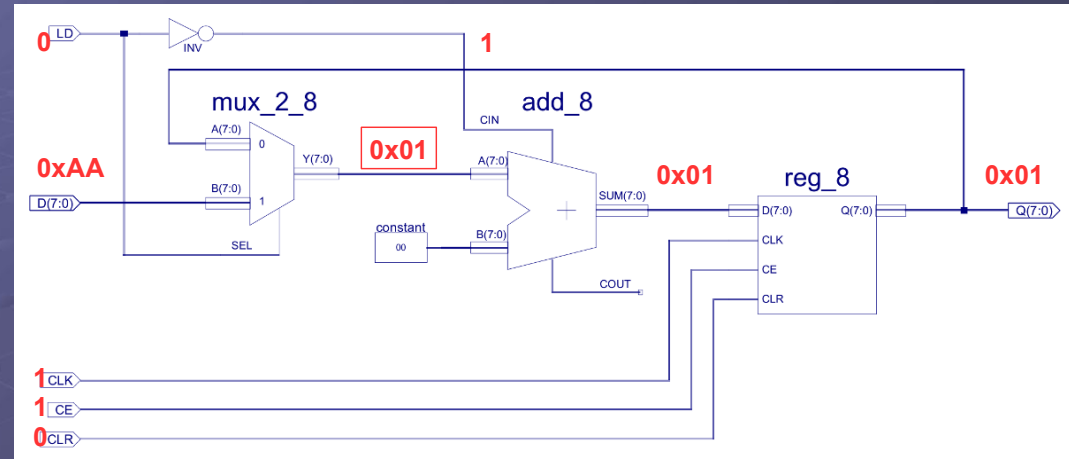 0 LD
INV
1
mux_2_8
add_8
CIN
A(7:0)
0
Y(7:0)
0x01
A(7:0)
0xAA
SUM(7:0)
0x01
reg_8
0x01
B(7:0)
1
D(7:0)
D(7:0)
Q(7:0)
Q(7:0)
constant
00
B(7:0)
SEL
CLK
CE
COUT
CLR
1 CLK
1 CE
0 CLR